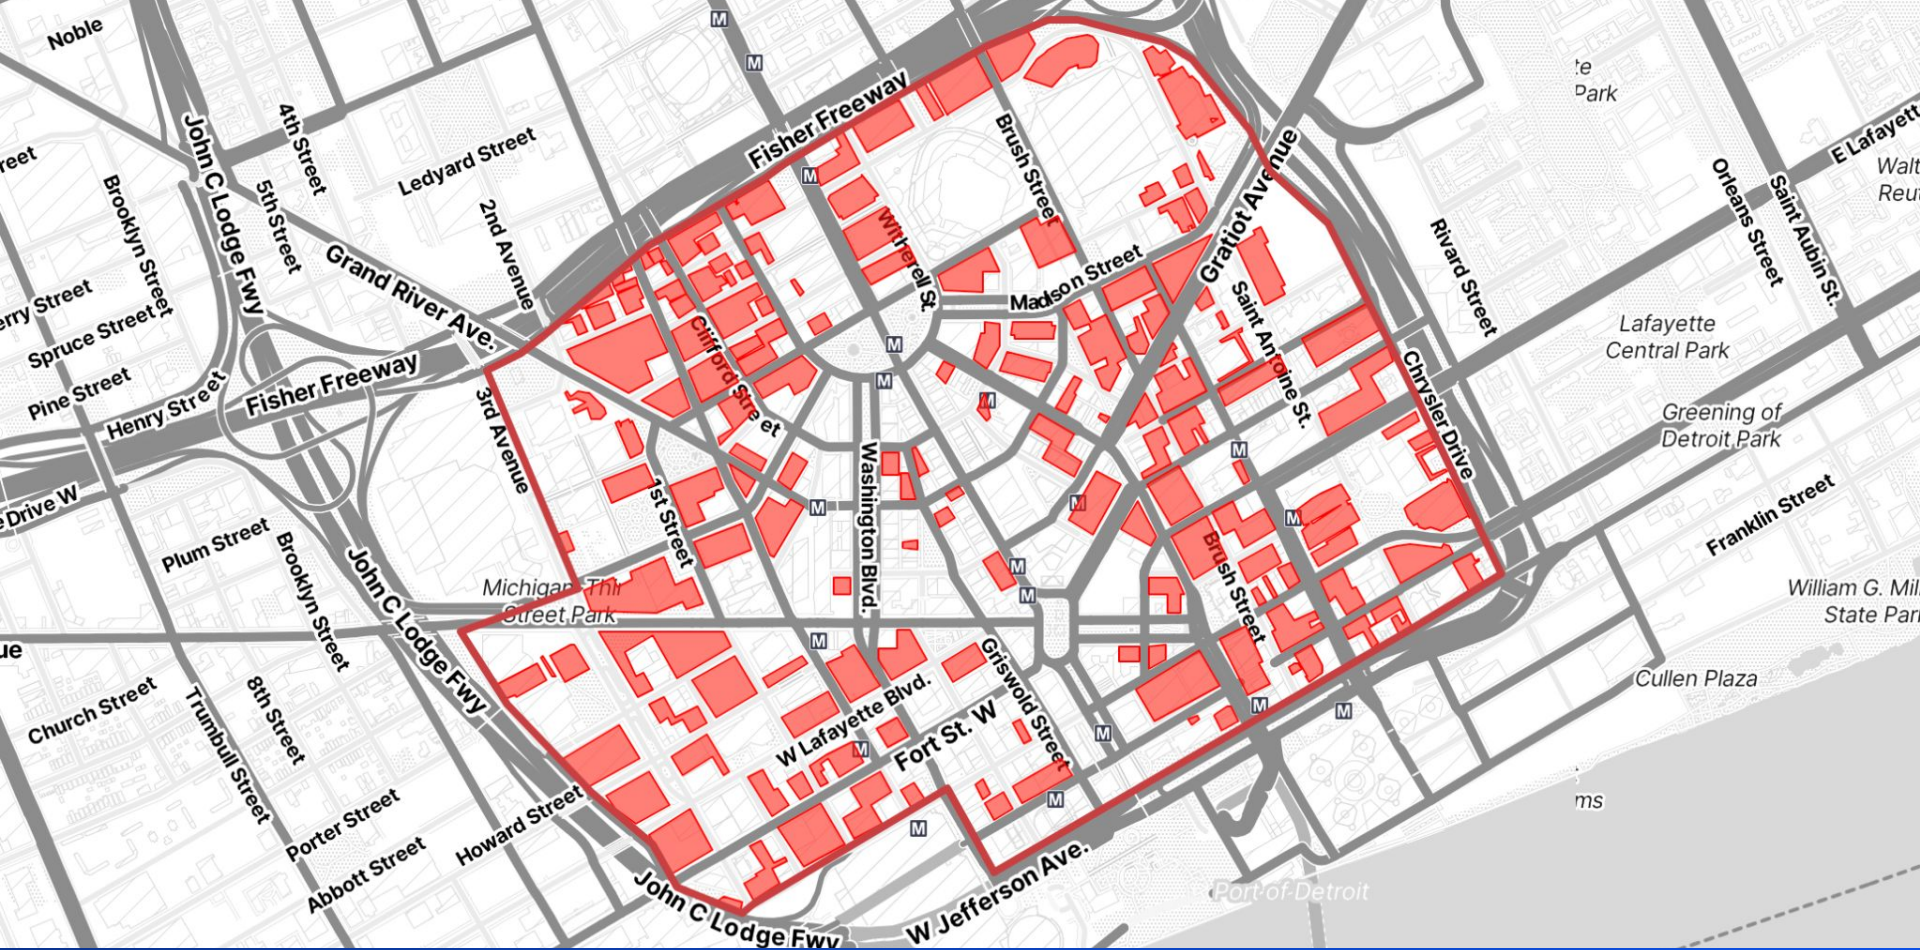 Noble
M
M
te
Park
Fisher Freeway
4th Street
John C Lodge Fwy
Ledyard Street
Brush Street
Gratiot Avenue
E Lafayett
Walt
Reut
reet
Brooklyn Street
5th Street
2nd Avenue
M
Witherell St.
Orleans Street
Saint Aubin St.
Rivard Street
Grand River Ave.
Madison Street
erry Street
Spruce Street
Pine Street
Henry Street
Fisher Freeway
Clifford Street
M
M
M
Saint Antoine St.
Lafayette
Central Park
Chrysler Drive
Greening of
Detroit Park
3rd Avenue
Washington Blvd.
M
e Drive W
1st Street
M
M
M
Franklin Street
Plum Street
Brooklyn Street
John C Lodge Fwy
Michigan Thi
Street Park
M
M
Brush Street
William G. Mil
State Par
ue
M
Griswold Street
Church Street
8th Street
Trumbull Street
W Lafayette Blvd.
Fort St. W
M
M
M
M
Cullen Plaza
Porter Street
Howard Street
Abbott Street
M
M
ms
John C Lodge Fwy
W Jefferson Ave.
Port of Detroit